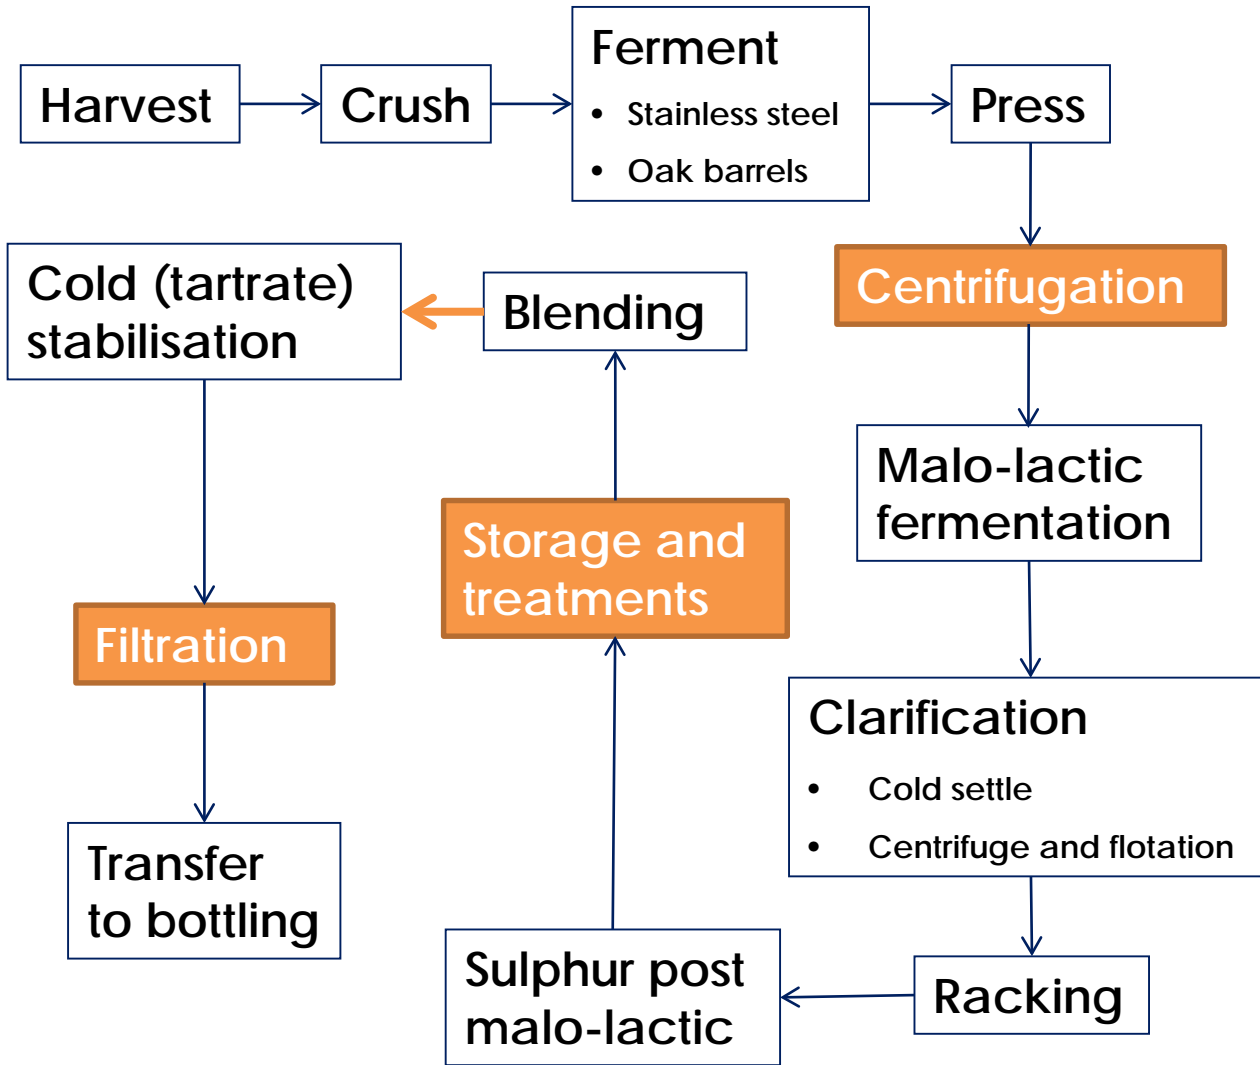 Harvest
Crush
Ferment
• Stainless steel
• Oak barrels
Press
Centrifugation
Malo-lactic
fermentation
Clarification
• Cold settle
• Centrifuge and flotation
Racking
Sulphur post
malo-lactic
Storage and
treatments
Blending
Cold (tartrate)
stabilisation
Filtration
Transfer
to bottling